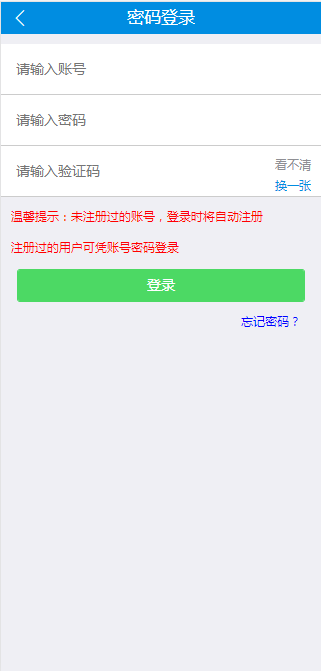 密码登录
请输入账号
请输入密码
请输入验证码
看不清
换一张
温馨提示：未注册过的账号，登录时将自动注册
注册过的用户可凭账号密码登录
登录
忘记密码？